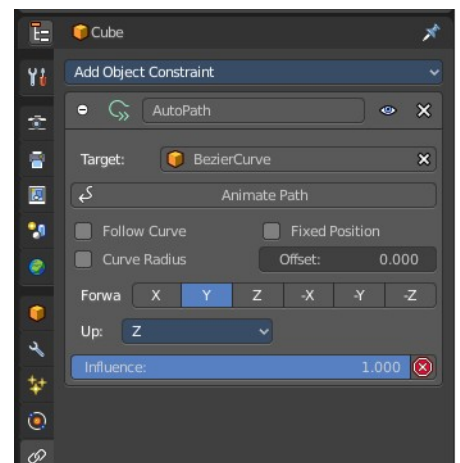 Cube
Add Object Constraint
AutoPath
Target: BezierCurve
Animate Path
Follow Curve Fixed Position
Curve Radius Offset: 0.000
Forwa X Y Z -X -Y -Z
Up: Z
Influence: 1.000